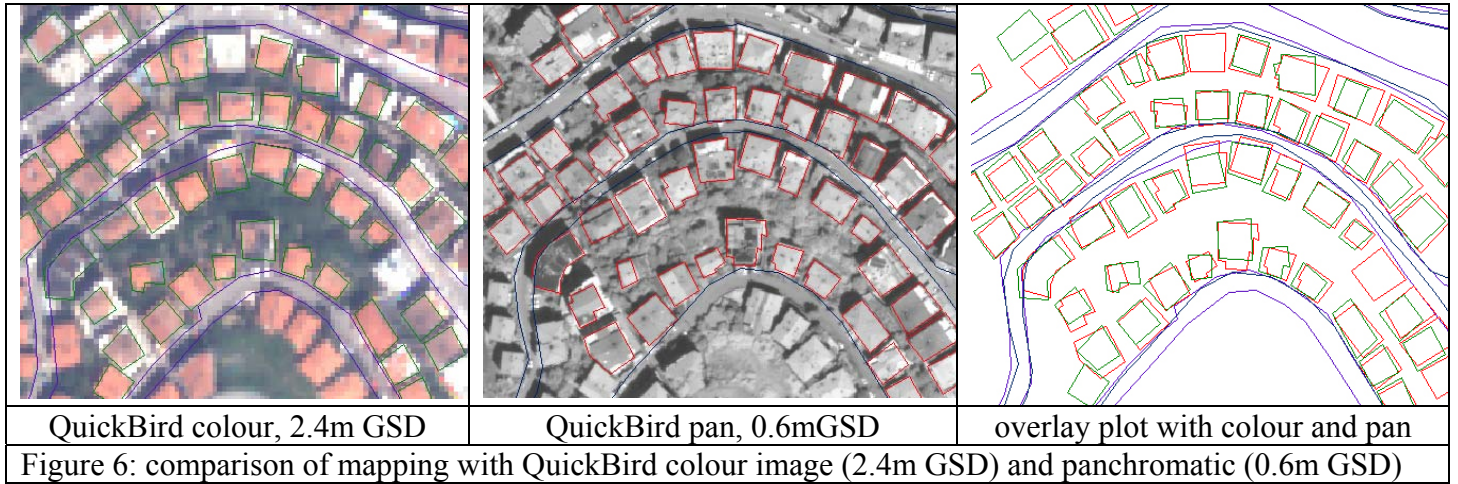 QuickBird colour, 2.4m GSD
QuickBird pan, 0.6mGSD
overlay plot with colour and pan
Figure 6: comparison of mapping with QuickBird colour image (2.4m GSD) and panchromatic (0.6m GSD)